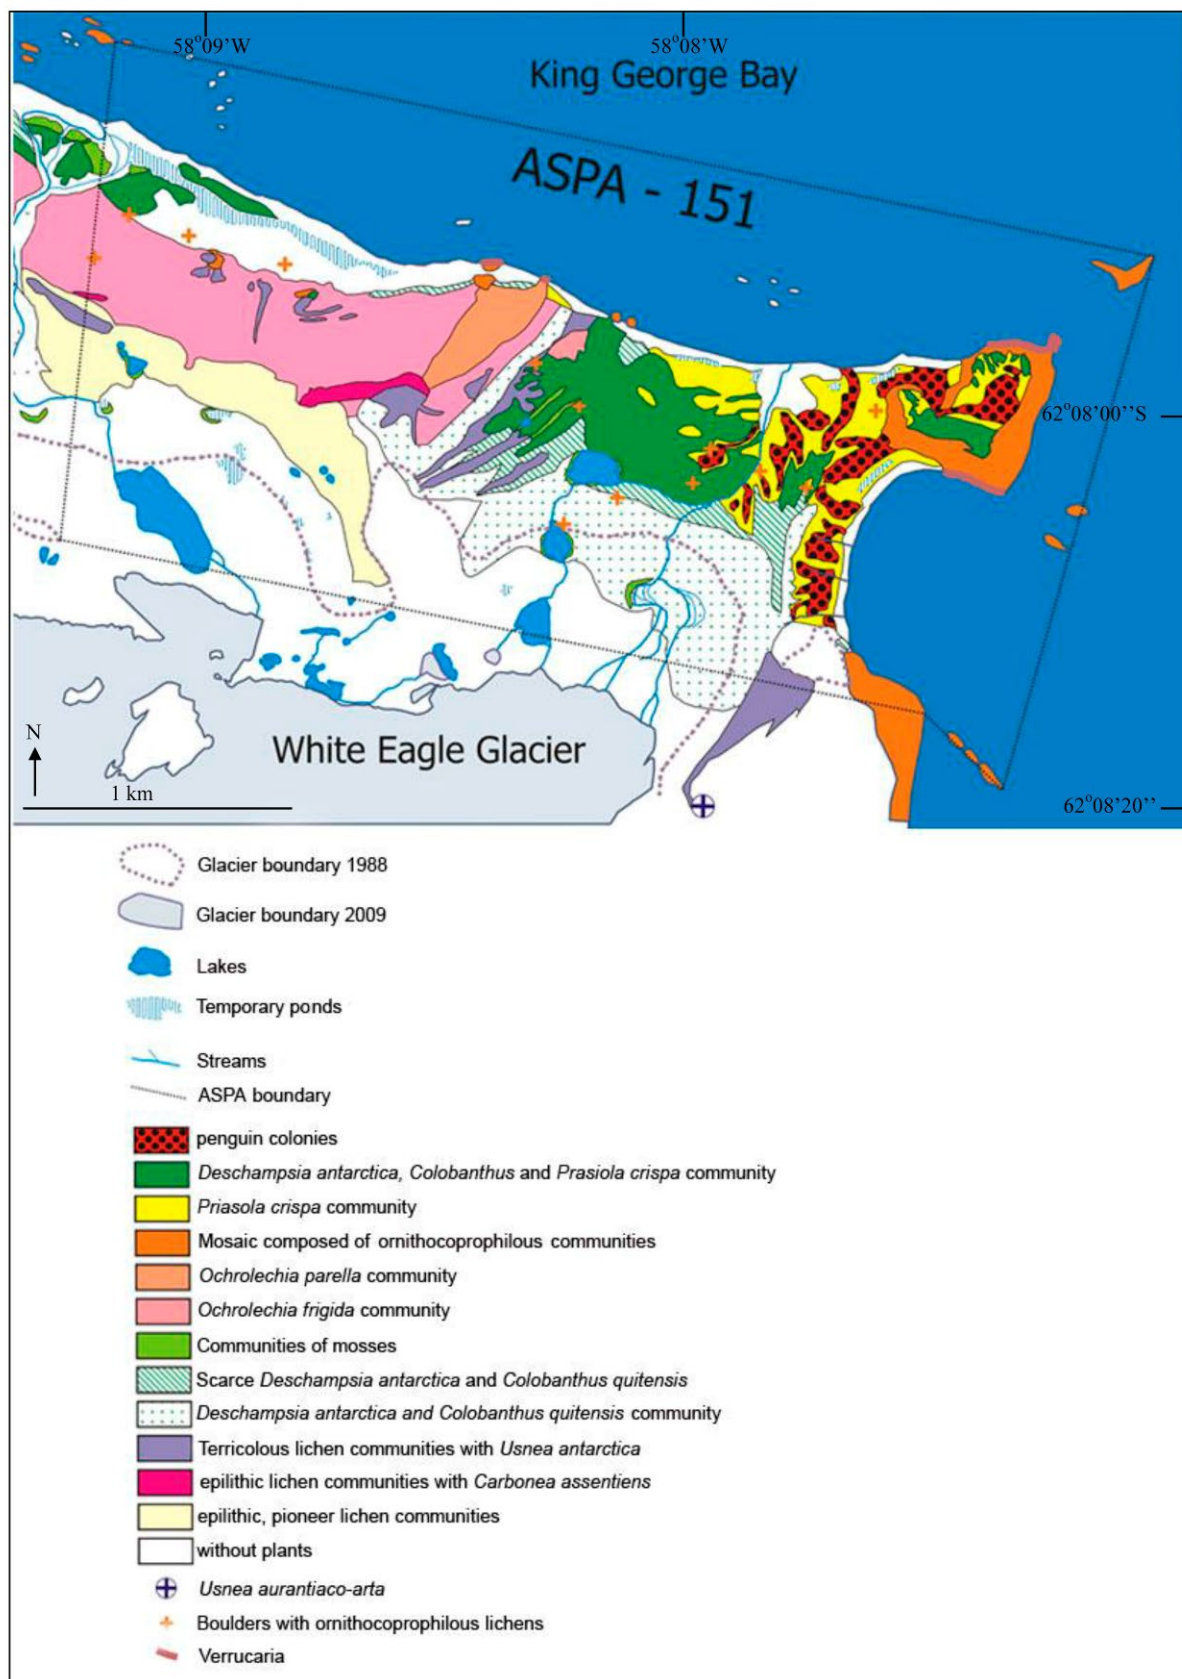 58°09'W
58°08'W
King George Bay
ASPA - 151
62°08'00''S
N
White Eagle Glacier
1 km
62°08'20''
Glacier boundary 1988
Glacier boundary 2009
Lakes
Temporary ponds
Streams
ASPA boundary
penguin colonies
Deschampsia antarctica, Colobanthus and Prasiola crispa community
Priasola crispa community
Mosaic composed of ornithocoprophilous communities
Ochrolechia parella community
Ochrolechia frigida community
Communities of mosses
Scarce Deschampsia antarctica and Colobanthus quitensis
Deschampsia antarctica and Colobanthus quitensis community
Terricolous lichen communities with Usnea antarctica
epilithic lichen communities with Carbonea assentiens
epilithic, pioneer lichen communities
without plants
Usnea aurantiaco-arta
Boulders with ornithocoprophilous lichens
Verrucaria